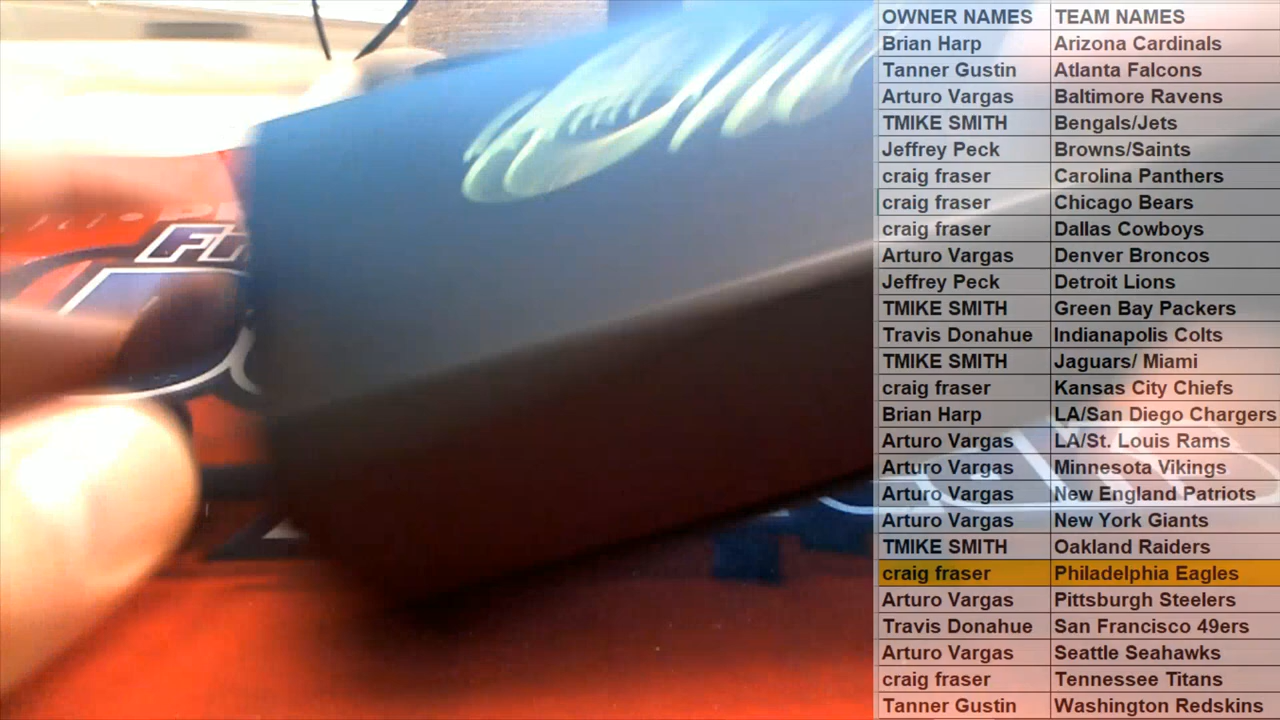 OWNER NAMES TEAM NAMES
Brian Harp Arizona Cardinals
Tanner Gustin Atlanta Falcons
Arturo Vargas Baltimore Ravens
TMIKE SMITH Bengals/Jets
Jeffrey Peck Browns/Saints
craig fraser Carolina Panthers
craig fraser Chicago Bears
craig fraser Dallas Cowboys
Arturo Vargas Denver Broncos
Jeffrey Peck Detroit Lions
TMIKE SMITH Green Bay Packers
Travis Donahue Indianapolis Colts
TMIKE SMITH Jaguars/ Miami
craig fraser Kansas City Chiefs
Brian Harp LA/San Diego Chargers
Arturo Vargas LA/St. Louis Rams
Arturo Vargas Minnesota Vikings
Arturo Vargas New England Patriots
Arturo Vargas New York Giants
TMIKE SMITH Oakland Raiders
craig fraser Philadelphia Eagles
Arturo Vargas Pittsburgh Steelers
Travis Donahue San Francisco 49ers
Arturo Vargas Seattle Seahawks
craig fraser Tennessee Titans
Tanner Gustin Washington Redskins